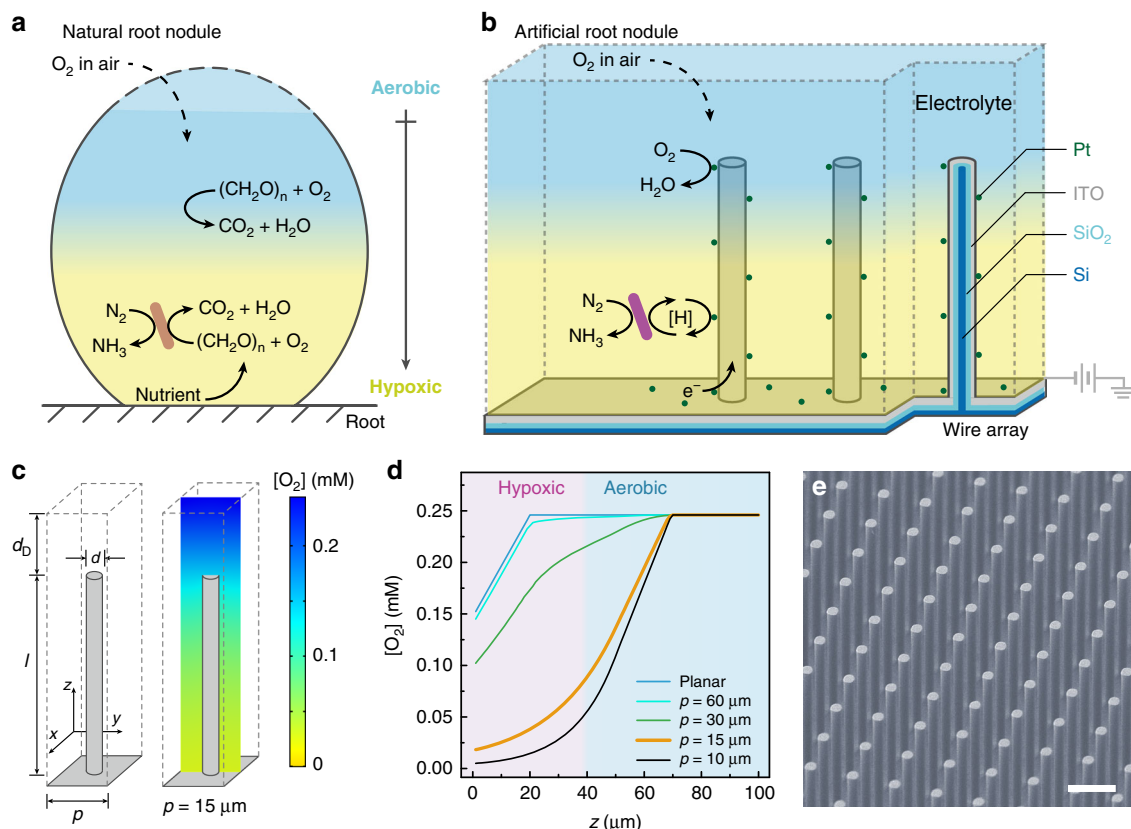 a
Natural root nodule
O2 in air
Aerobic
(CH2O)n + O2
CO2 + H2O
N2
CO2 + H2O
NH3
(CH2O)n + O2
Nutrient
Hypoxic
Root
b
Artificial root nodule
O2 in air
Electrolyte
O2
H2O
Pt
ITO
SiO2
Si
N2
[H]
NH3
e−
Wire array
c
[O2] (mM)
dD
d
0.2
l
0.1
z
y
x
0
p
p = 15 μm
d
Hypoxic
Aerobic
0.25
0.20
0.15
0.10
0.05
0.00
[O2] (mM)
Planar
p = 60 μm
p = 30 μm
p = 15 μm
p = 10 μm
0
20
40
60
80
100
z (μm)
e